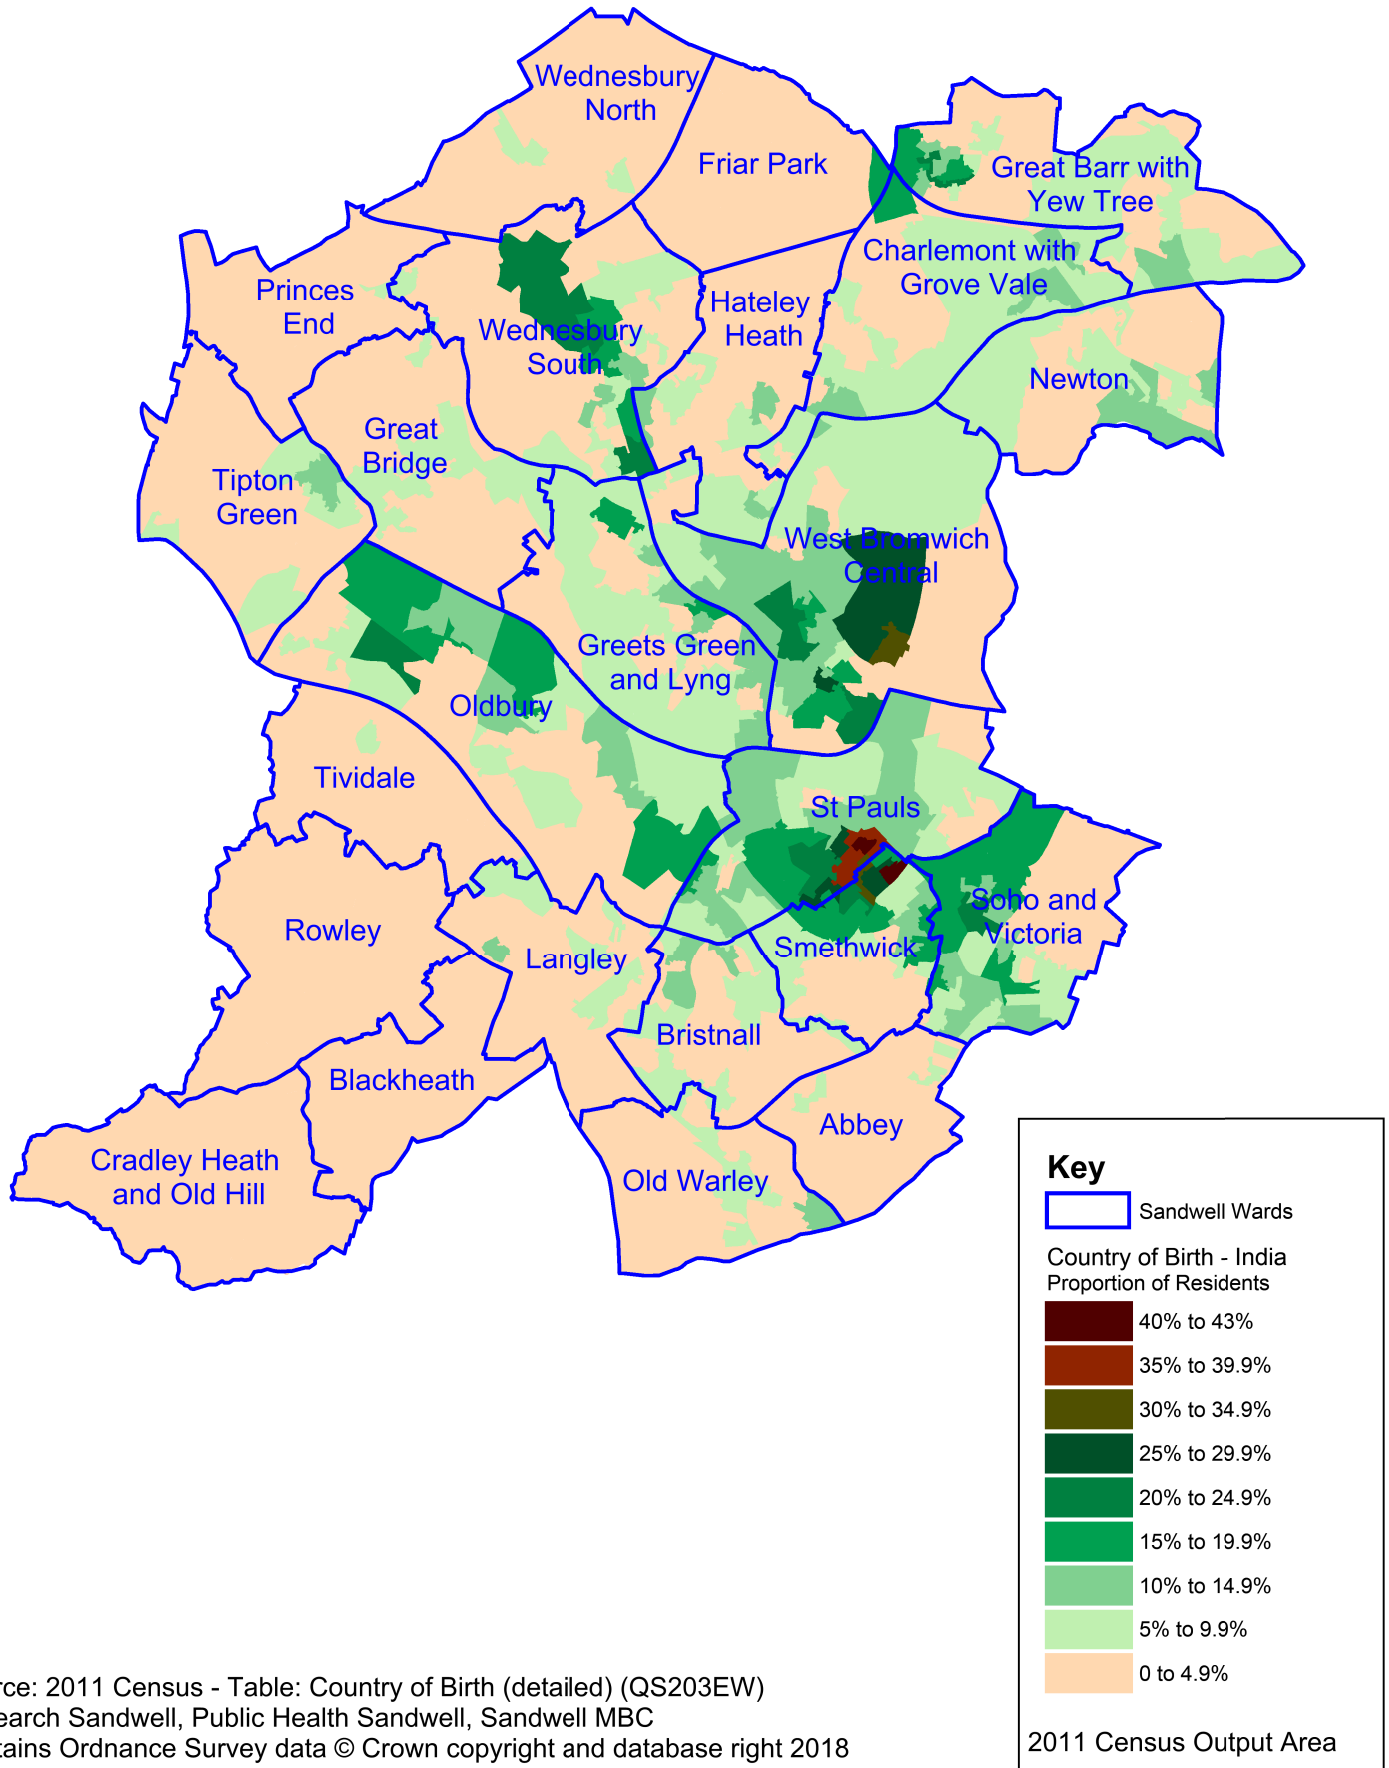 Wednesbury
North
Friar Park
Great Barr with
Yew Tree
Charlemont with
Grove Vale
Princes
End
Hateley
Heath
Wednesbury
South
Newton
Great
Bridge
Tipton
Green
West Bromwich
Central
Greets Green
and Lyng
Oldbury
Tividale
St Pauls
Rowley
Soho and
Victoria
Smethwick
Langley
Bristnall
Blackheath
Abbey
Cradley Heath
and Old Hill
Old Warley
Key
Sandwell Wards
Country of Birth - India
Proportion of Residents
40% to 43%
35% to 39.9%
30% to 34.9%
25% to 29.9%
20% to 24.9%
15% to 19.9%
10% to 14.9%
5% to 9.9%
0 to 4.9%
2011 Census Output Area
rce: 2011 Census - Table: Country of Birth (detailed) (QS203EW)
earch Sandwell, Public Health Sandwell, Sandwell MBC
tains Ordnance Survey data © Crown copyright and database right 2018